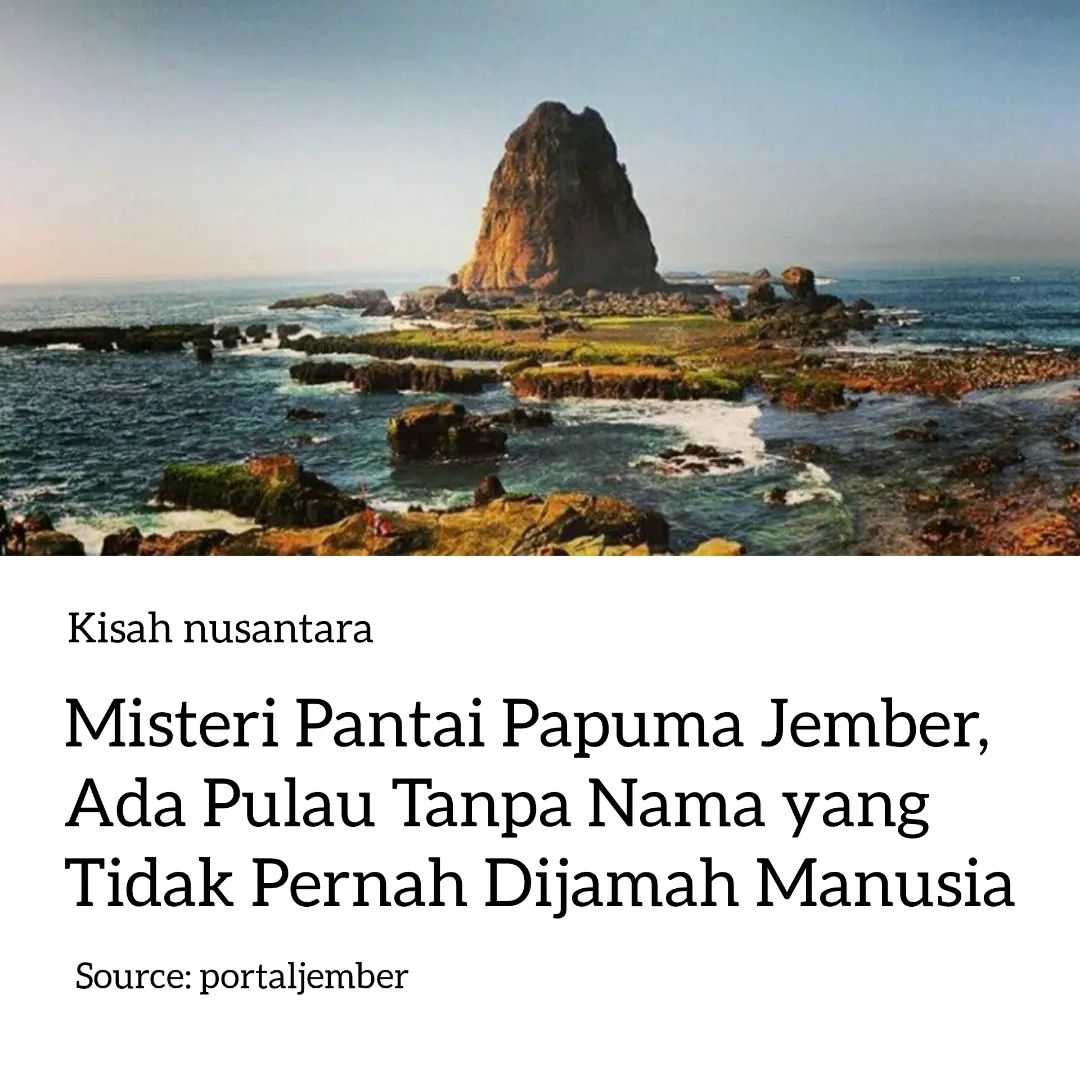 Kisah nusantara
Misteri Pantai Papuma Jember,
Ada Pulau Tanpa Nama yang
Tidak Pernah Dijamah Manusia
Source: portaljember